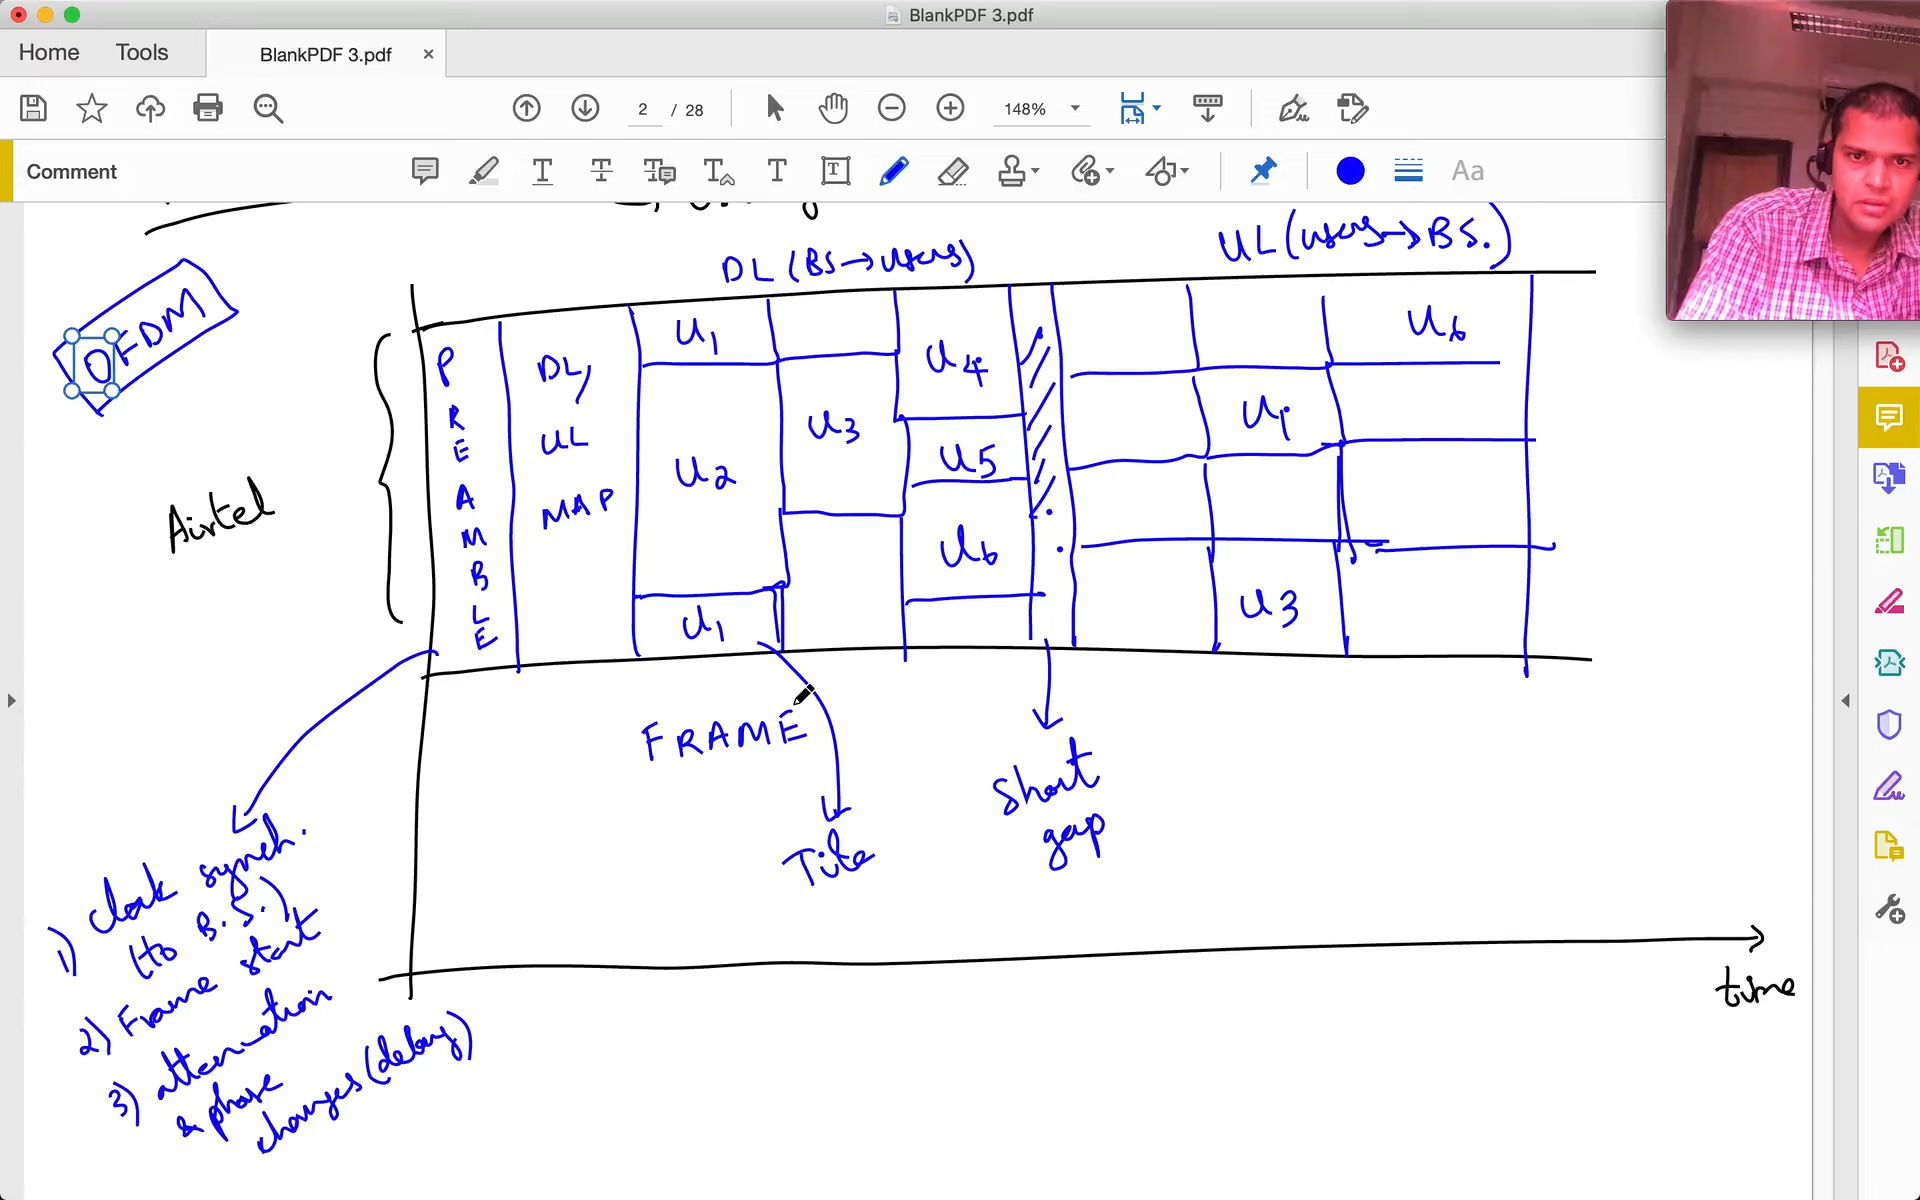 BlankPDF 3.pdf
Home
Tools
BlankPDF 3.pdf ×
2 / 28
148%
Comment
Aa
DL (BS→users)
UL (users→BS.)
OFDM
Airtel
PREAMBLE
DL/
UL
MAP
U1
U2
U1
U3
U4
U5
U6
U6
U1
U3
FRAME
Tile
Short
gap
time
1) clock synch.
(to B.S.)
2) Frame start
3) attenuation
& phase
changes (delay)